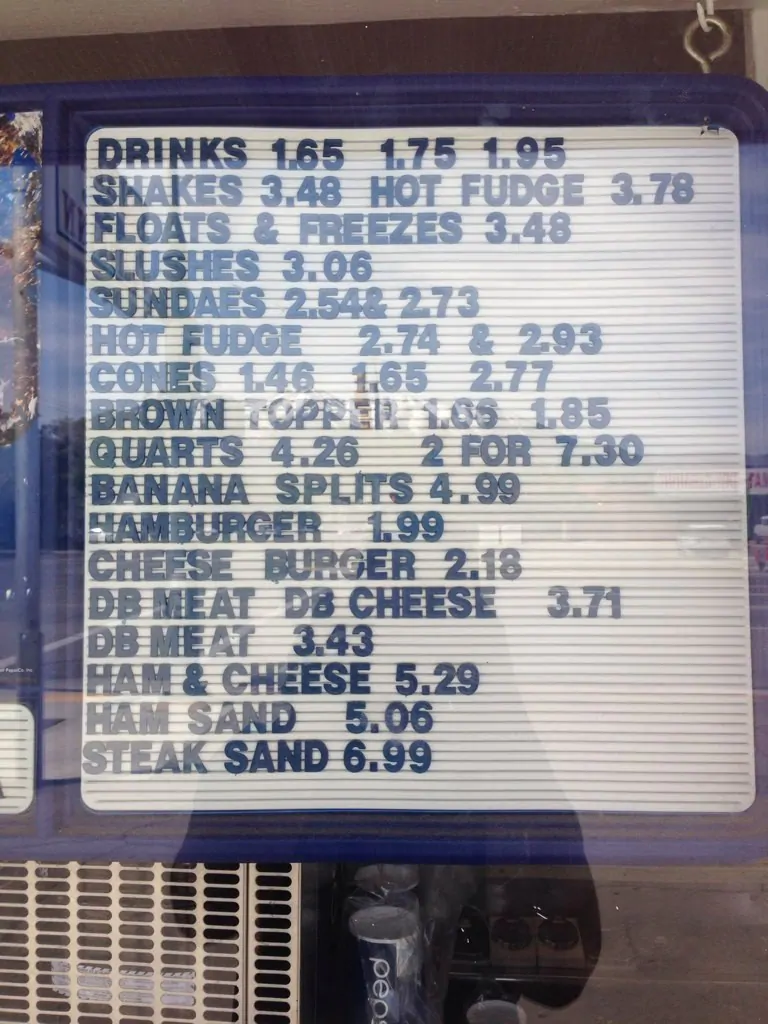 DRINKS 1.65 1.75 1.95
SHAKES 3.48 HOT FUDGE 3.78
FLOATS & FREEZES 3.48
SLUSHES 3.06
SUNDAES 2.54& 2.73
HOT FUDGE 2.74 & 2.93
CONES 1.46 1.65 2.77
BROWN TOPPER 1.66 1.85
QUARTS 4.26 2 FOR 7.30
BANANA SPLITS 4.99
HAMBURGER 1.99
CHEESE BURGER 2.18
DB MEAT DB CHEESE 3.71
DB MEAT 3.43
HAM & CHEESE 5.29
HAM SAND 5.06
STEAK SAND 6.99